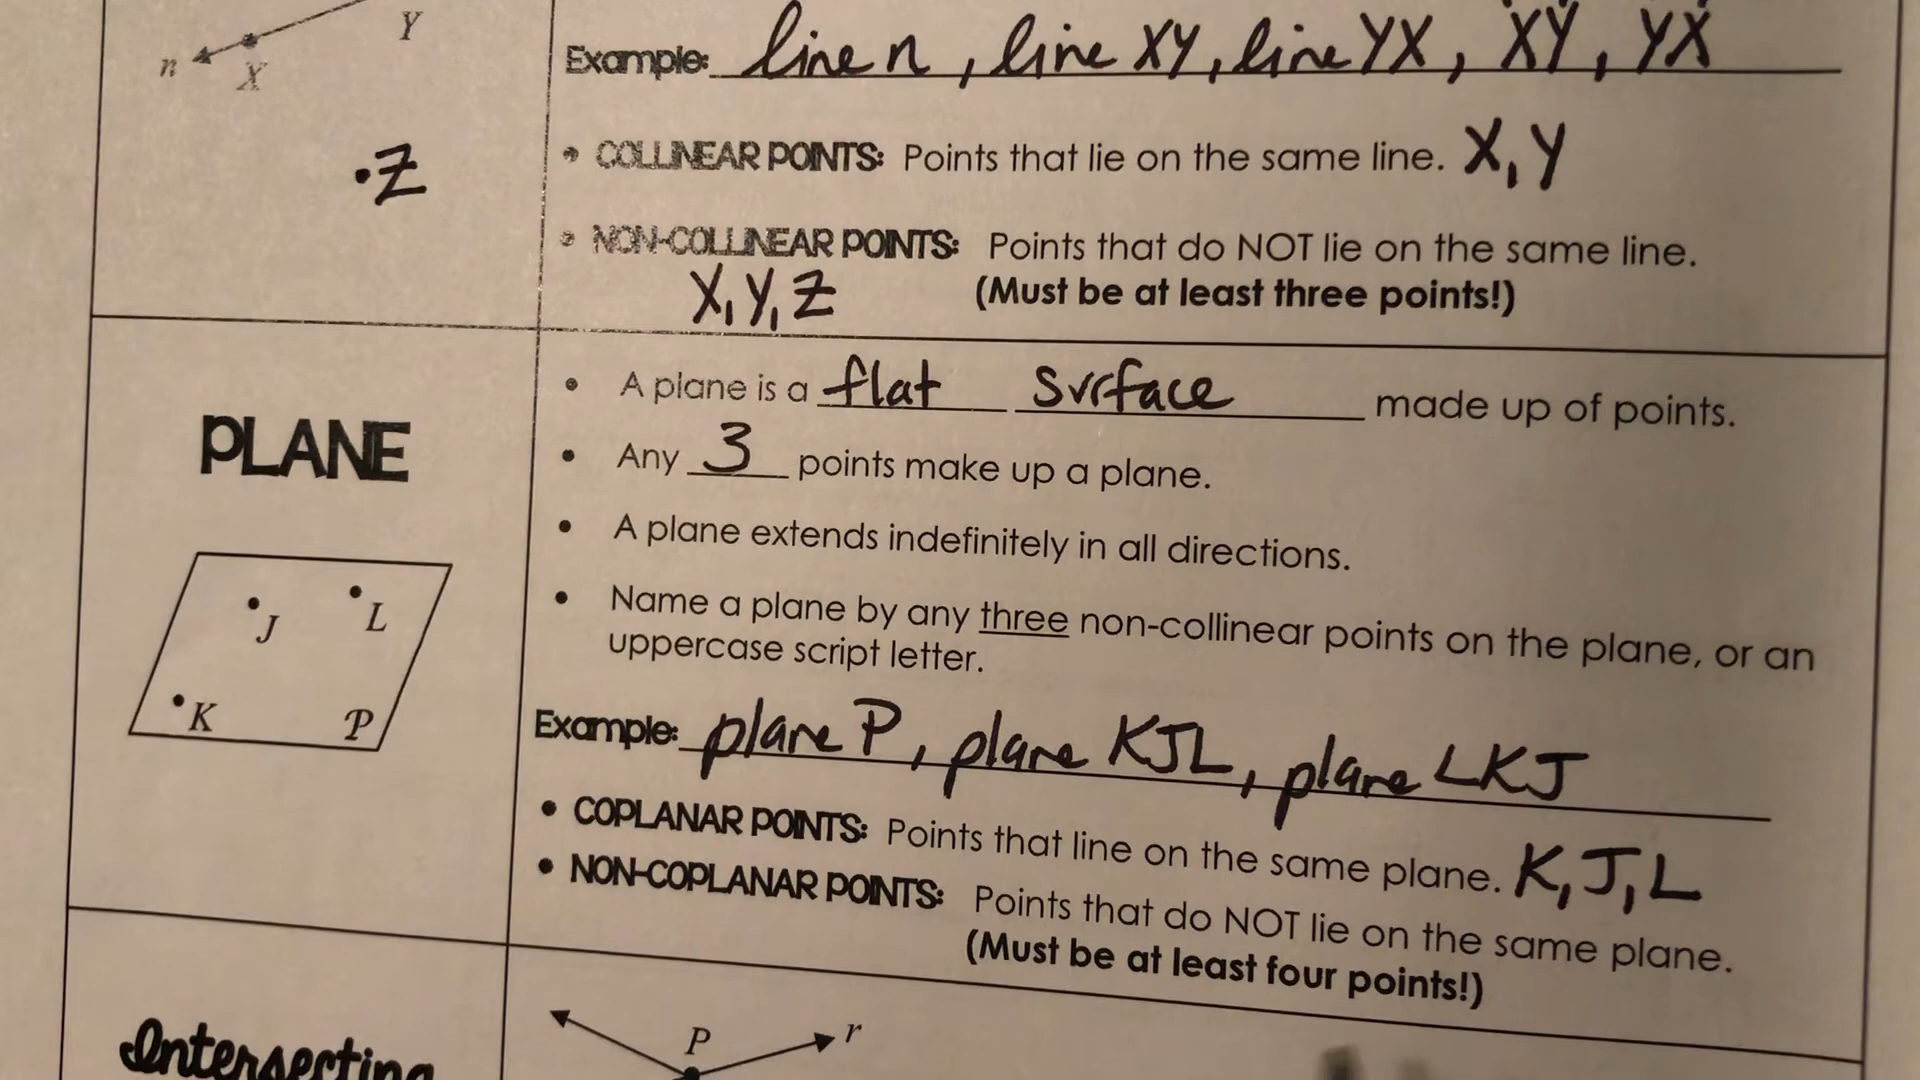 Y
n
X
Example: line n, line XY, line YX, XY, YX
.Z
• COLLINEAR POINTS: Points that lie on the same line. X, Y
• NON-COLLINEAR POINTS: Points that do NOT lie on the same line.
X, Y, Z (Must be at least three points!)
PLANE
• A plane is a flat surface made up of points.
• Any 3 points make up a plane.
• A plane extends indefinitely in all directions.
• Name a plane by any three non-collinear points on the plane, or an
uppercase script letter.
J L
K P
Example: plane P, plane KJL, plane LKJ
• COPLANAR POINTS: Points that line on the same plane. K, J, L
• NON-COPLANAR POINTS: Points that do NOT lie on the same plane.
(Must be at least four points!)
Intersecting
P r